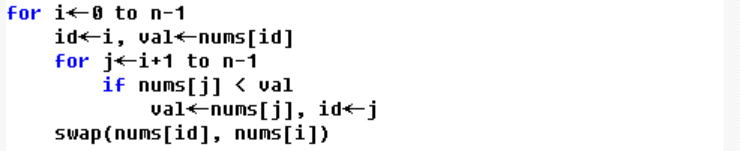 for i←0 to n-1
    id←i, val←nums[id]
    for j←i+1 to n-1
        if nums[j] < val
            val←nums[j], id←j
    swap(nums[id], nums[i])